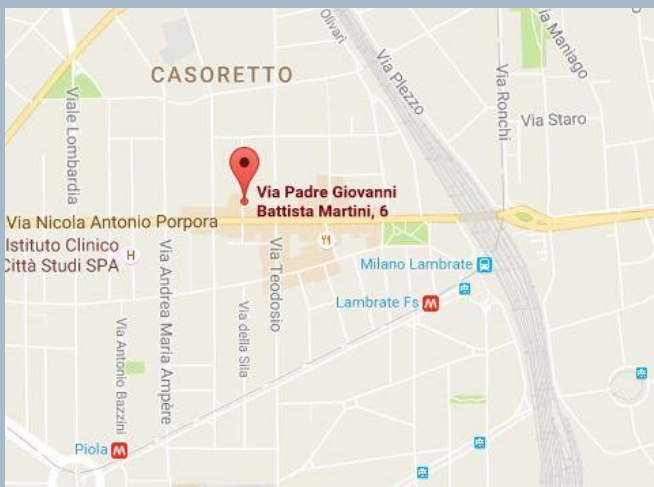 Olivari
Via Maniago
CASORETTO
Via Plezzo
Via Ronchi
Viale Lombardia
Via Staro
Via Padre Giovanni
Battista Martini, 6
Via Nicola Antonio Porpora
Istituto Clinico
Città Studi SPA
H
Via Andrea Maria Ampère
Via Teodosio
Milano Lambrate
Lambrate Fs M
Via della Sila
Via Antonio Bazzini
Piola M